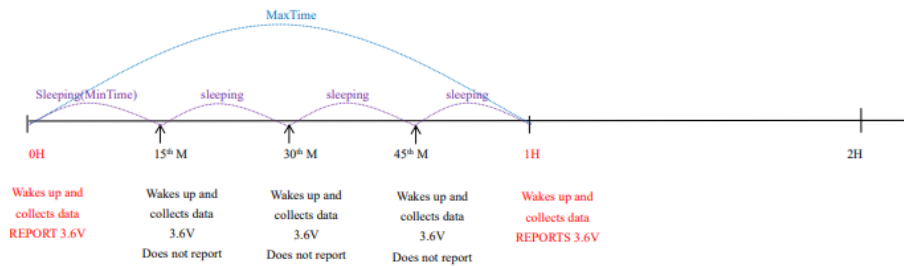 MaxTime
Sleeping(MinTime)
sleeping
sleeping
sleeping
0H
15th M
30th M
45th M
1H
2H
Wakes up and
collects data
REPORT 3.6V
Wakes up and
collects data
3.6V
Does not report
Wakes up and
collects data
3.6V
Does not report
Wakes up and
collects data
3.6V
Does not report
Wakes up and
collects data
REPORTS 3.6V